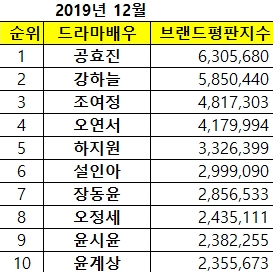 2019년 12월
순위 드라마배우 브랜드평판지수
1 공효진 6,305,680
2 강하늘 5,850,440
3 조여정 4,817,303
4 오연서 4,179,994
5 하지원 3,326,399
6 설인아 2,999,090
7 장동윤 2,856,533
8 오정세 2,435,111
9 윤시윤 2,382,255
10 윤계상 2,355,673